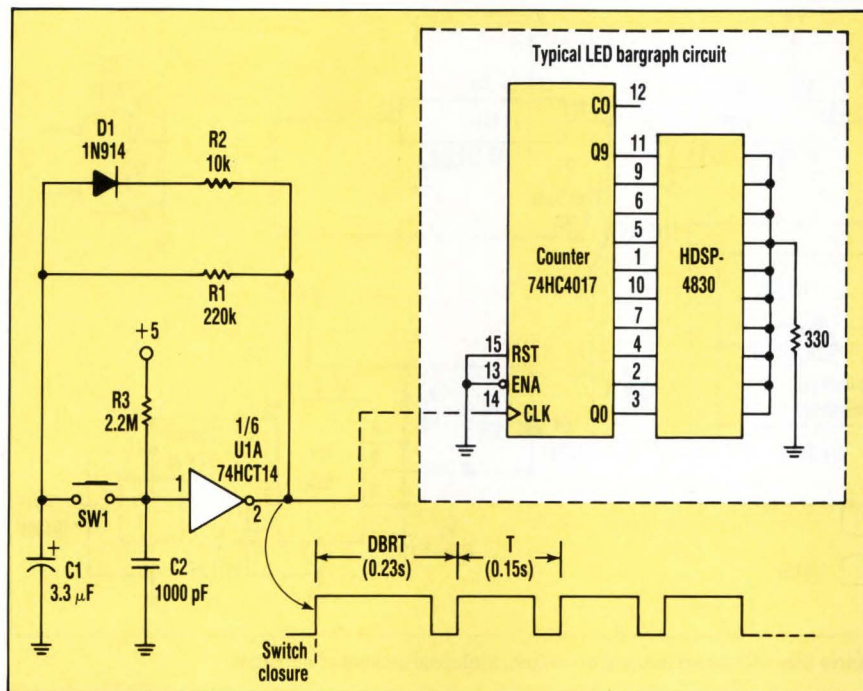 Typical LED bargraph circuit
D1
1N914
R2
10k
R1
220k
+5
R3
2.2M
1/6
U1A
74HCT14
1
2
SW1
C1
3.3 μF
+
C2
1000 pF
CO
12
Q9
11
9
6
5
1
10
7
4
2
Q0
3
Counter
74HC4017
HDSP-
4830
330
15
RST
13
ENA
14
CLK
DBRT
(0.23s)
T
(0.15s)
Switch
closure